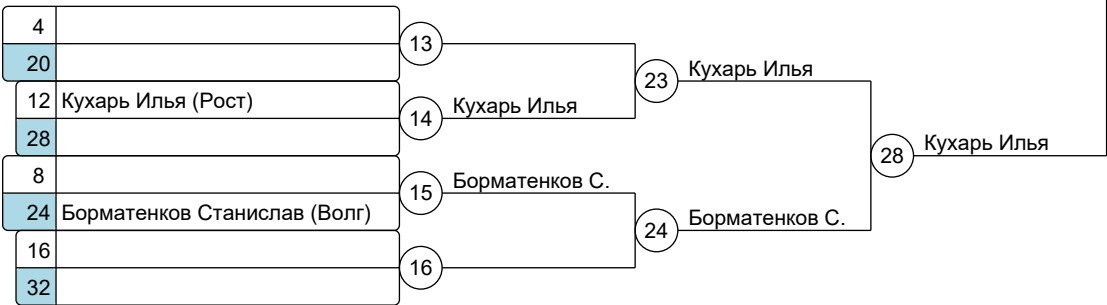 4
13
20
23
Кухарь Илья
12 Кухарь Илья (Рост)
14
Кухарь Илья
28
28
Кухарь Илья
8
15
Борматенков С.
24 Борматенков Станислав (Волг)
24
Борматенков С.
16
16
32